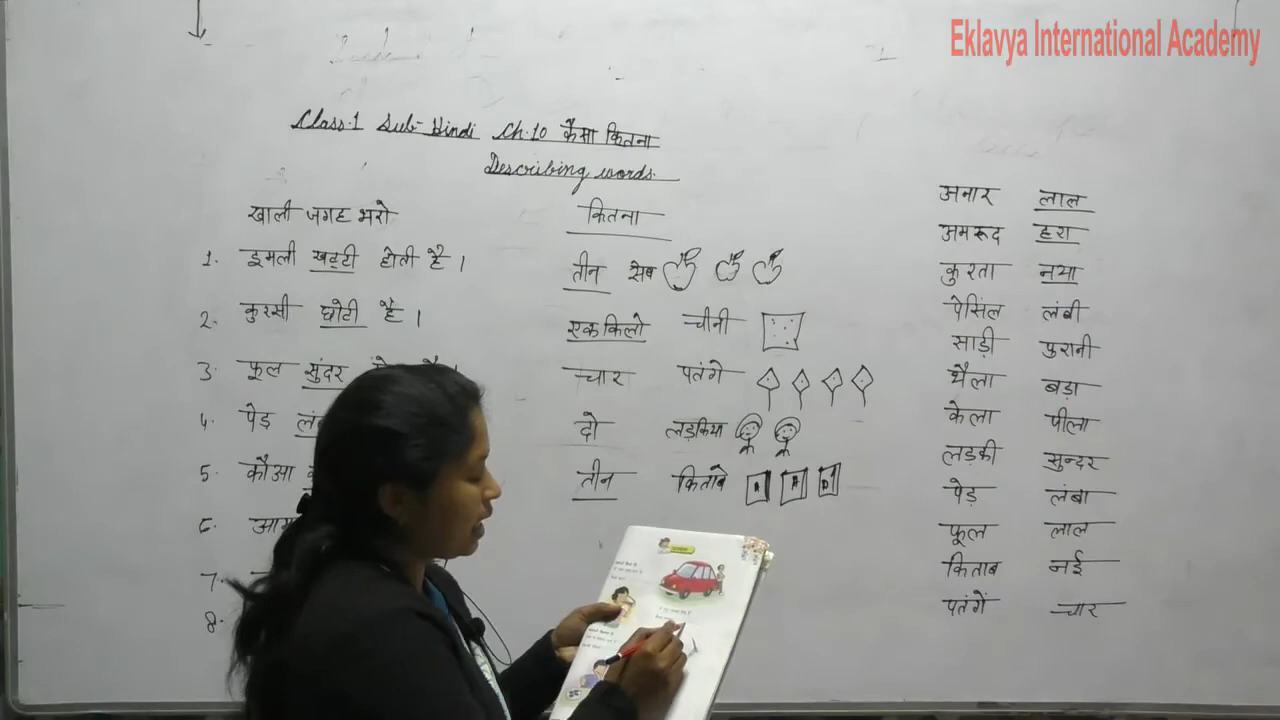 Eklavya International Academy
Class-1 Sub- Hindi Ch.10 कैसा कितना
Describing words
खाली जगह भरो
1. इमली खट्टी होती है।
2. कुरसी छोटी है।
3. फूल सुंदर
4. पेड़
5. कौआ
6.
7.
8.
कितना
तीन सेब
एक किलो चीनी
चार पतंगे
दो लड़किया
तीन किताबे
अनार लाल
अमरूद हरा
कुरता नया
पेंसिल लंबी
साड़ी पुरानी
थैला बड़ा
केला पीला
लड़की सुन्दर
पेड़ लंबा
फूल लाल
किताब नई
पतंगें चार